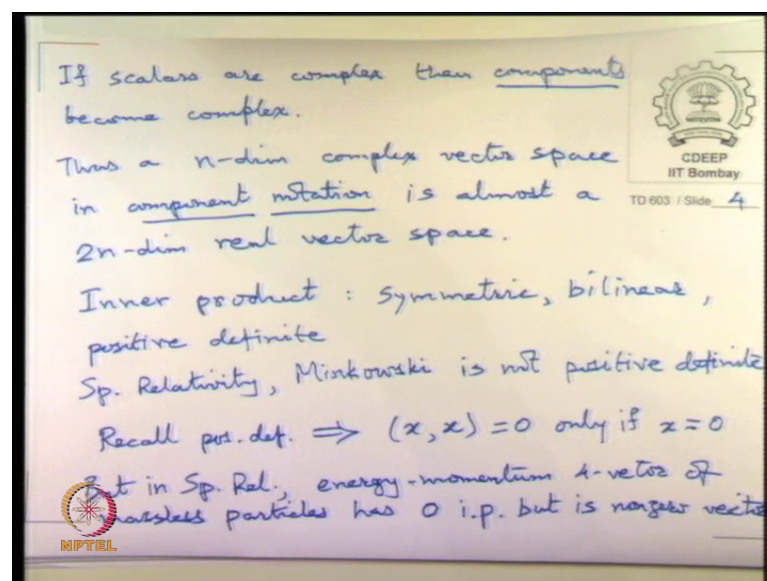 If scalars are complex then components
become complex.
Thus a n-dim complex vector space
in component notation is almost a
2n-dim real vector space.
Inner product : symmetric, bilinear,
positive definite
Sp. Relativity, Minkowski is not positive definite
Recall pos. def. ⇒ (x, x) = 0 only if x = 0
But in Sp. Rel., energy-momentum 4-vector of
massless particles has 0 i.p. but is nonzero vector
CDEEP
IIT Bombay
TD 603 / Slide 4
NPTEL